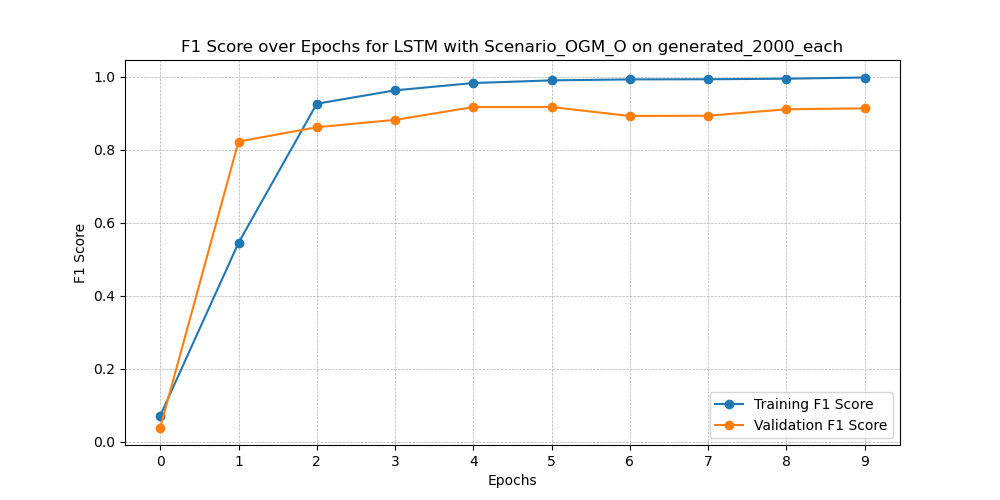 F1 Score over Epochs for LSTM with Scenario_OGM_O on generated_2000_each
1.0
0.8
0.6
0.4
0.2
0.0
F1 Score
0 1 2 3 4 5 6 7 8 9
Epochs
Training F1 Score
Validation F1 Score